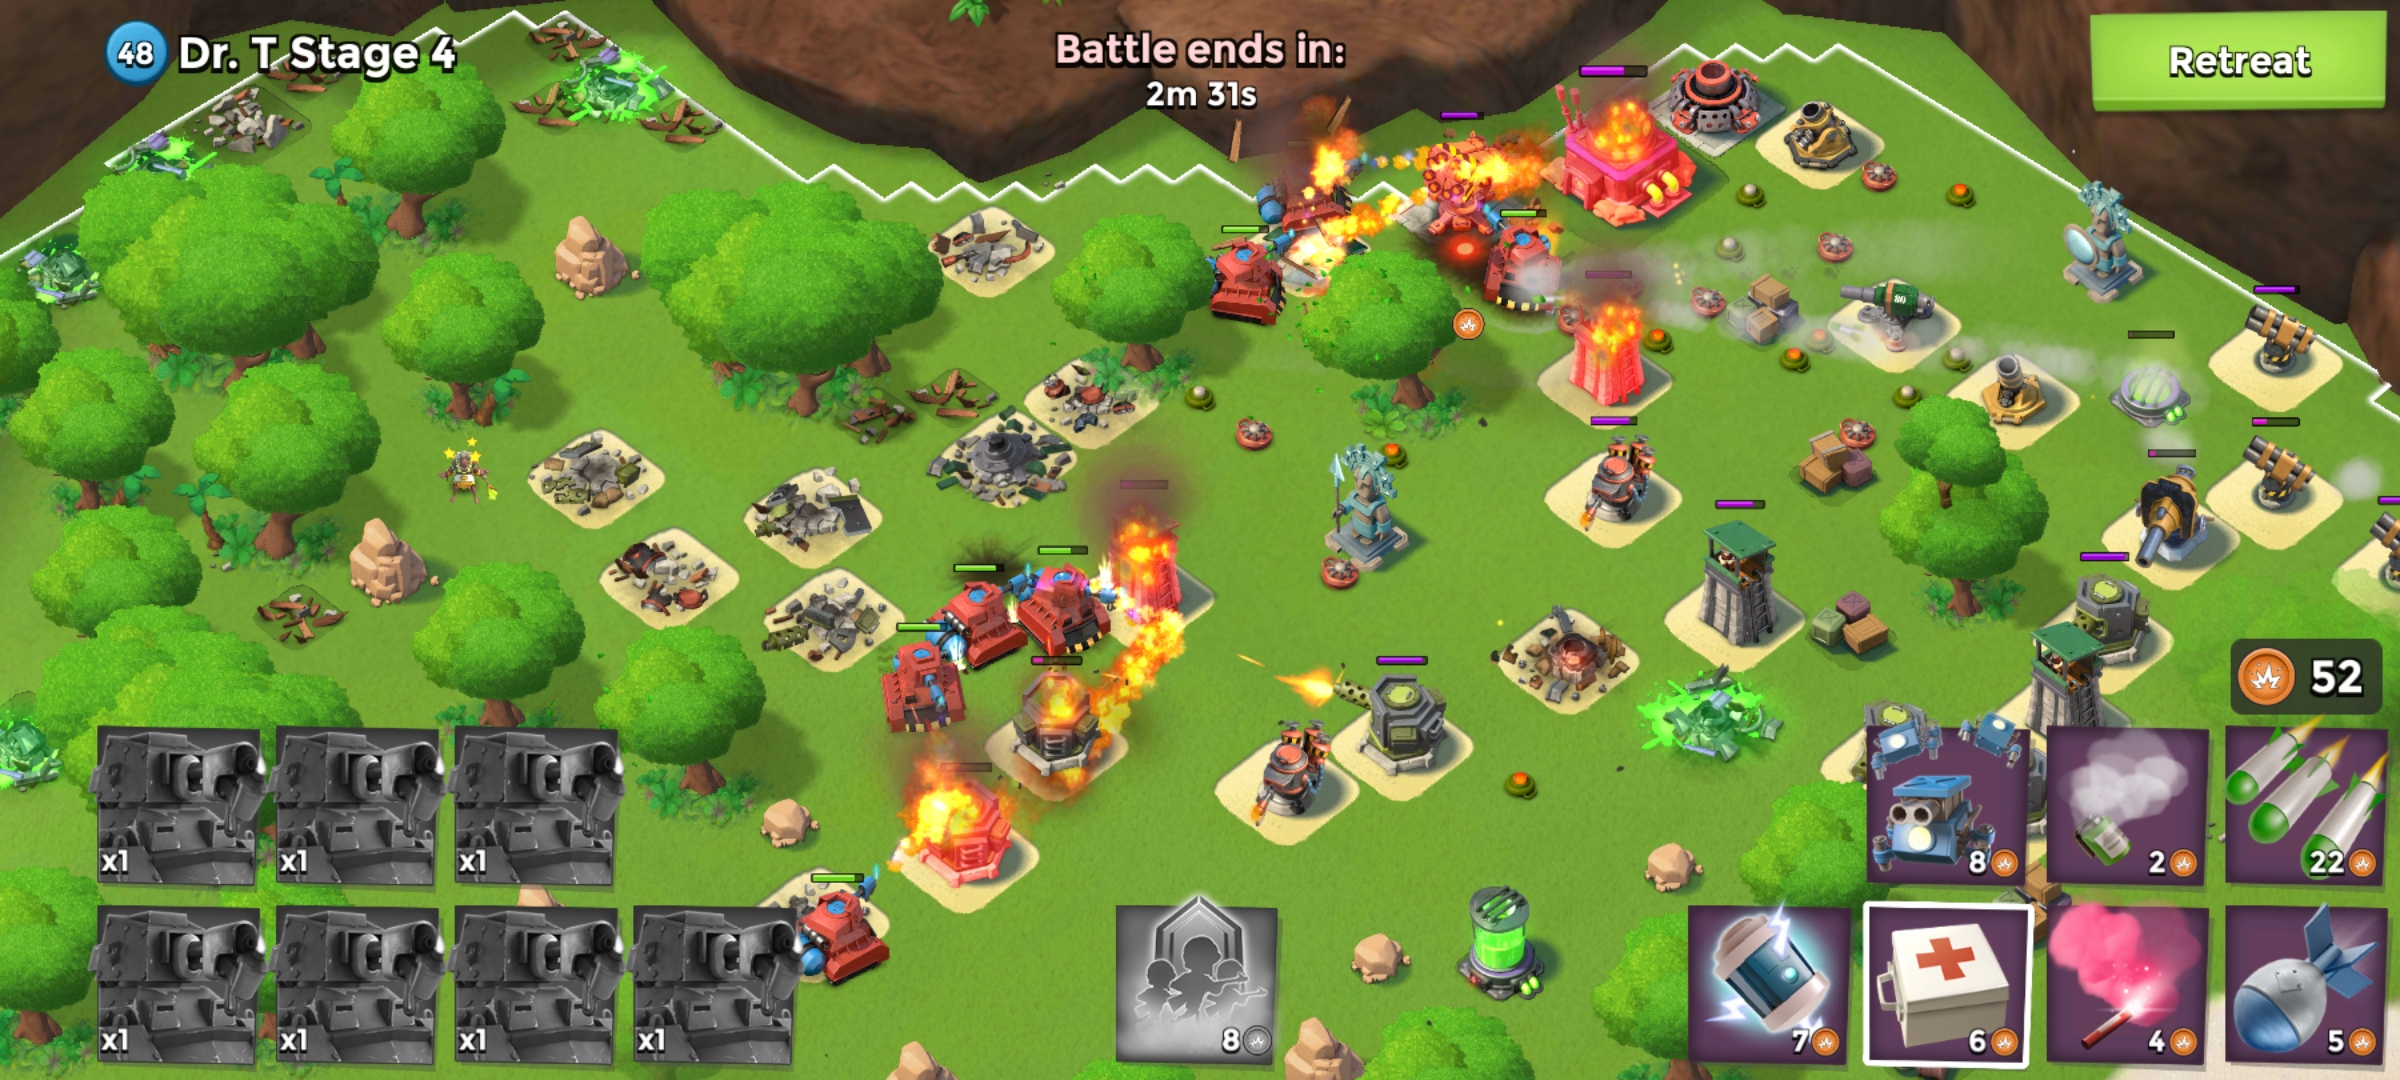 48 Dr. T Stage 4
Battle ends in:
2m 31s
Retreat
80
52
x1 x1 x1
8 2 22
x1 x1 x1 x1
8
7 6 4 5